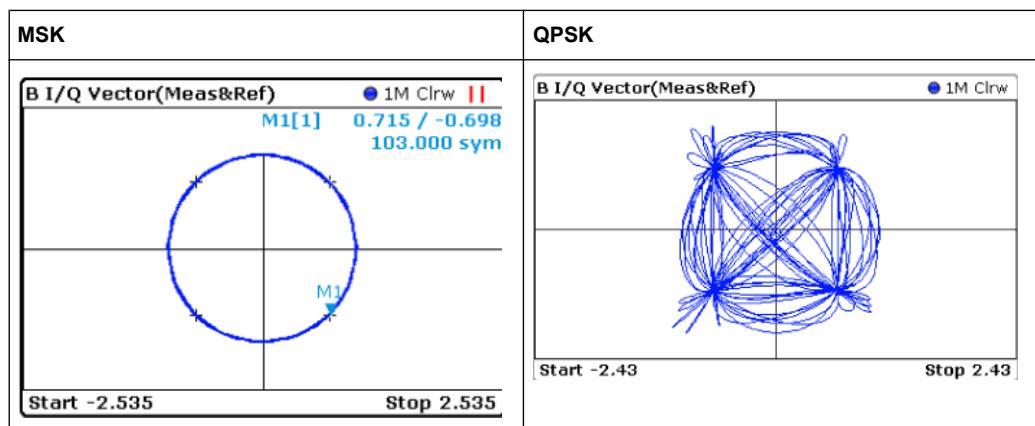 MSK
QPSK
B I/Q Vector(Meas&Ref)
1M Clrw
M1[1] 0.715 / -0.698
103.000 sym
M1
Start -2.535
Stop 2.535
B I/Q Vector(Meas&Ref)
1M Clrw
Start -2.43
Stop 2.43